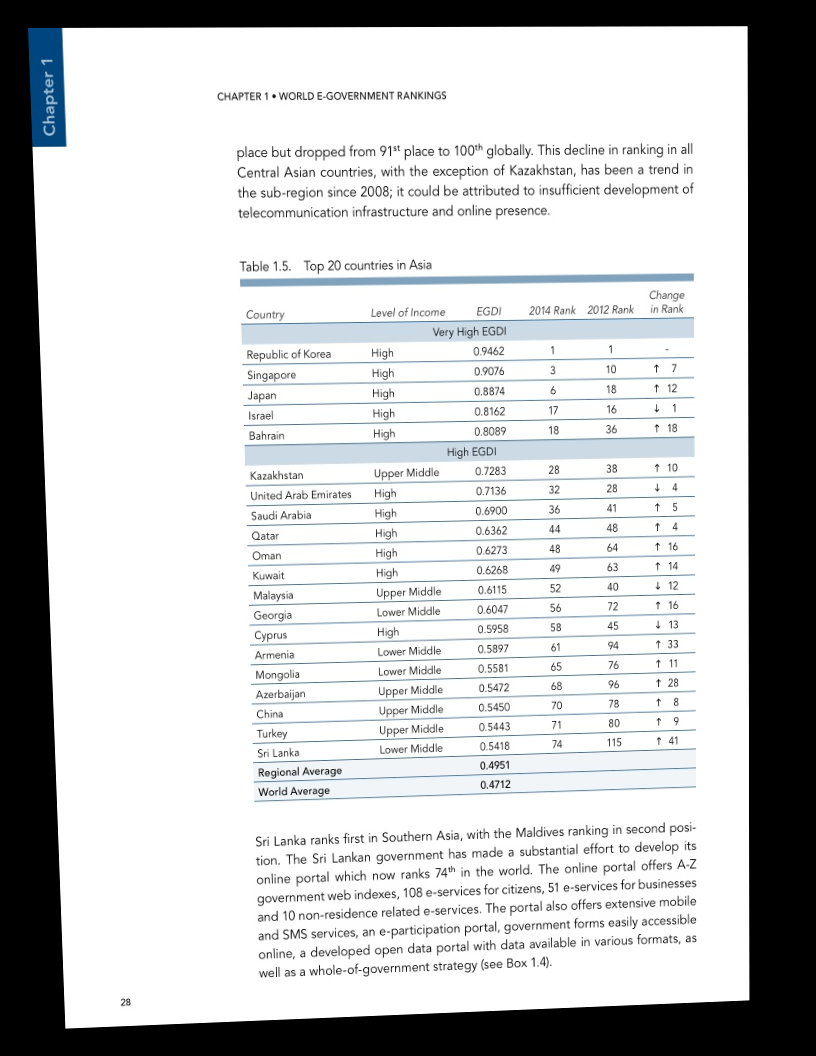 Chapter 1
CHAPTER 1 • WORLD E-GOVERNMENT RANKINGS
place but dropped from 91st place to 100th globally. This decline in ranking in all
Central Asian countries, with the exception of Kazakhstan, has been a trend in
the sub-region since 2008; it could be attributed to insufficient development of
telecommunication infrastructure and online presence.
Table 1.5. Top 20 countries in Asia
Country Level of Income EGDI 2014 Rank 2012 Rank Change in Rank
Very High EGDI
Republic of Korea High 0.9462 1 1 -
Singapore High 0.9076 3 10 ↑ 7
Japan High 0.8874 6 18 ↑ 12
Israel High 0.8162 17 16 ↓ 1
Bahrain High 0.8089 18 36 ↑ 18
High EGDI
Kazakhstan Upper Middle 0.7283 28 38 ↑ 10
United Arab Emirates High 0.7136 32 28 ↓ 4
Saudi Arabia High 0.6900 36 41 ↑ 5
Qatar High 0.6362 44 48 ↑ 4
Oman High 0.6273 48 64 ↑ 16
Kuwait High 0.6268 49 63 ↑ 14
Malaysia Upper Middle 0.6115 52 40 ↓ 12
Georgia Lower Middle 0.6047 56 72 ↑ 16
Cyprus High 0.5958 58 45 ↓ 13
Armenia Lower Middle 0.5897 61 94 ↑ 33
Mongolia Lower Middle 0.5581 65 76 ↑ 11
Azerbaijan Upper Middle 0.5472 68 96 ↑ 28
China Upper Middle 0.5450 70 78 ↑ 8
Turkey Upper Middle 0.5443 71 80 ↑ 9
Sri Lanka Lower Middle 0.5418 74 115 ↑ 41
Regional Average 0.4951
World Average 0.4712
Sri Lanka ranks first in Southern Asia, with the Maldives ranking in second posi-
tion. The Sri Lankan government has made a substantial effort to develop its
online portal which now ranks 74th in the world. The online portal offers A-Z
government web indexes, 108 e-services for citizens, 51 e-services for businesses
and 10 non-residence related e-services. The portal also offers extensive mobile
and SMS services, an e-participation portal, government forms easily accessible
online, a developed open data portal with data available in various formats, as
well as a whole-of-government strategy (see Box 1.4).
28